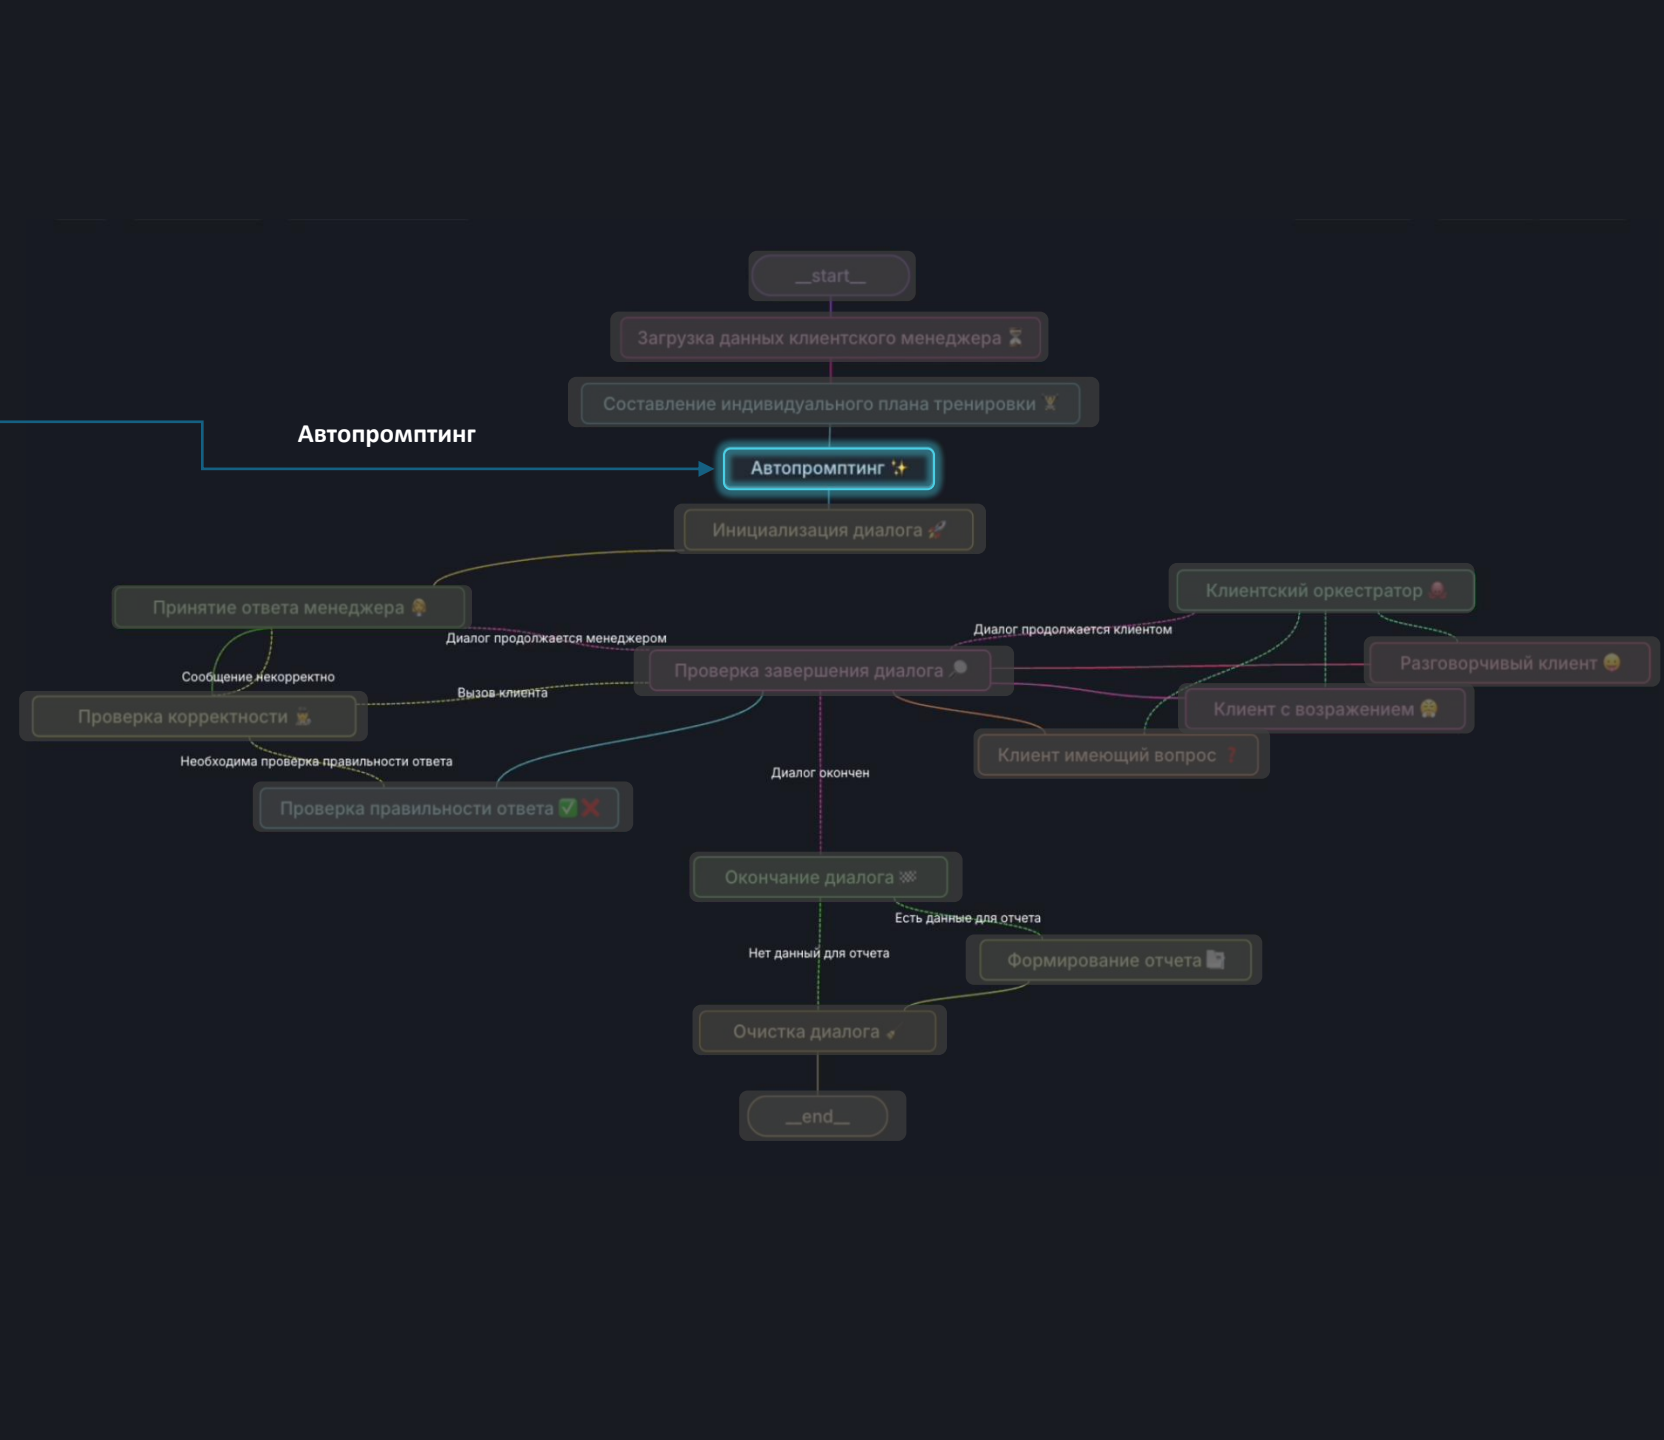 __start__
Загрузка данных клиентского менеджера
Составление индивидуального плана тренировки
Автопромптинг
Автопромптинг
Инициализация диалога
Принятие ответа менеджера
Клиентский оркестратор
Диалог продолжается менеджером
Диалог продолжается клиентом
Проверка завершения диалога
Разговорчивый клиент
Сообщение некорректно
Вызов клиента
Проверка корректности
Клиент с возражением
Клиент имеющий вопрос
Необходима проверка правильности ответа
Диалог окончен
Проверка правильности ответа
Окончание диалога
Есть данные для отчета
Нет данный для отчета
Формирование отчета
Очистка диалога
__end__